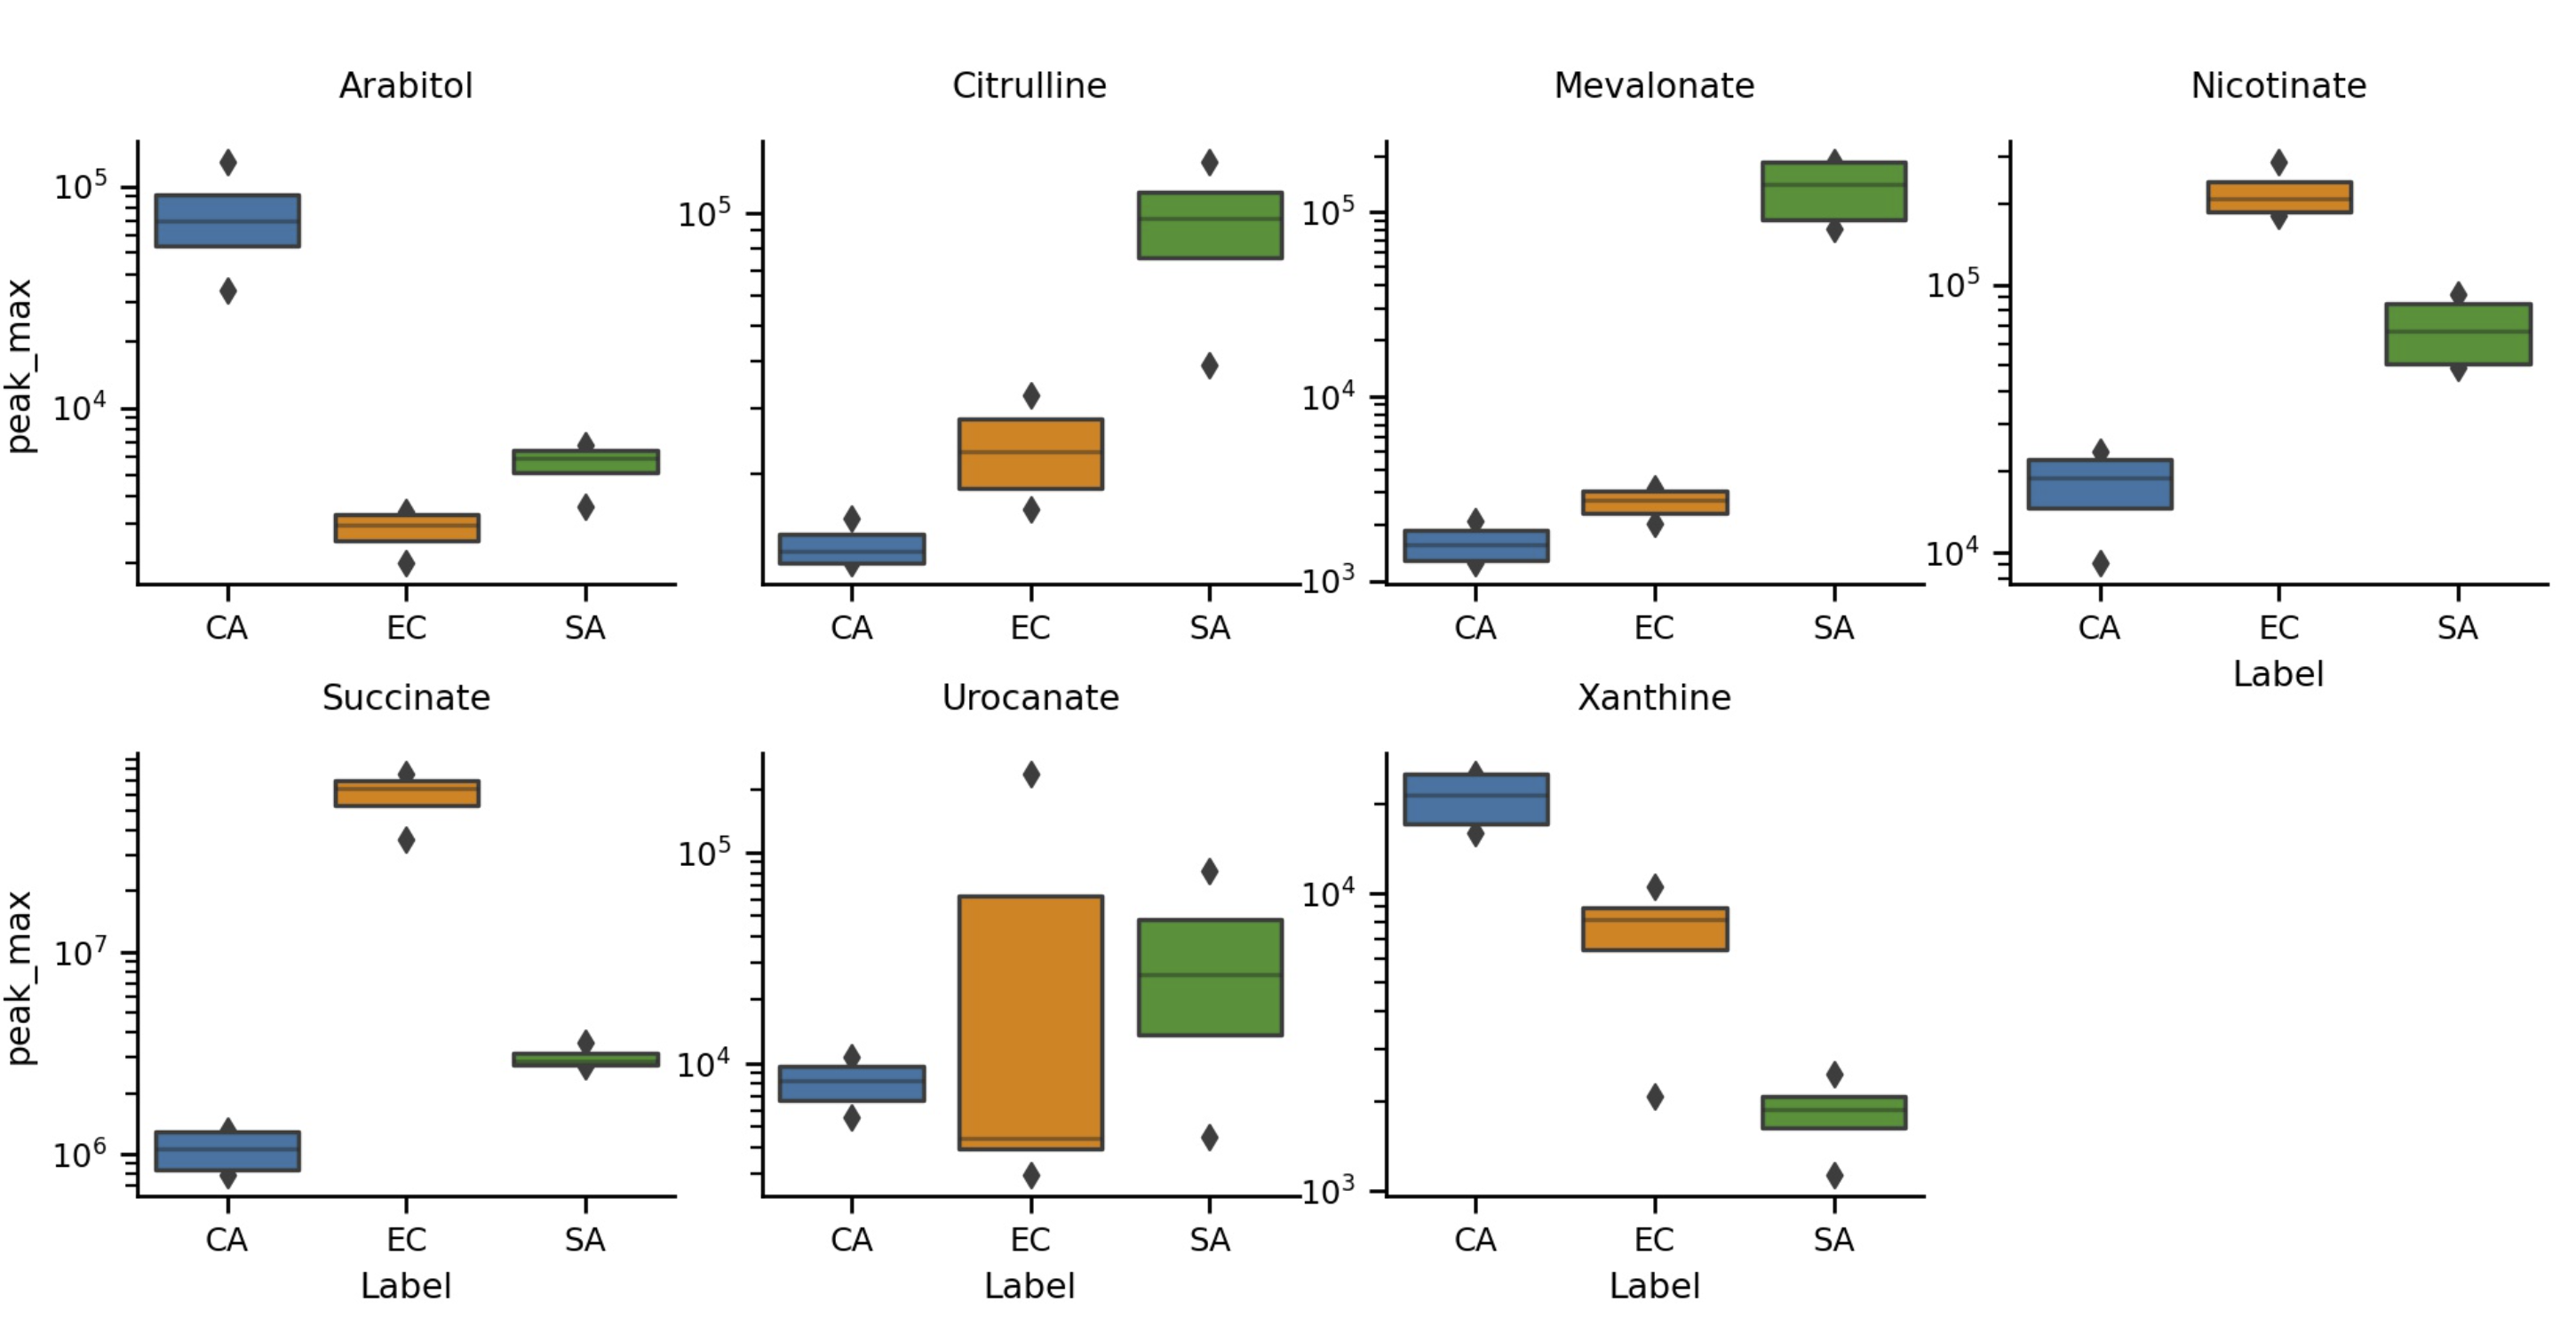 Arabitol
Citrulline
Mevalonate
Nicotinate
peak_max
10⁵
10⁴
10⁵
10⁵
10⁴
10³
10⁵
10⁴
CA EC SA
CA EC SA
CA EC SA
CA EC SA
Label
Succinate
Urocanate
Xanthine
peak_max
10⁷
10⁶
10⁵
10⁴
10⁴
10³
CA EC SA
CA EC SA
CA EC SA
Label
Label
Label